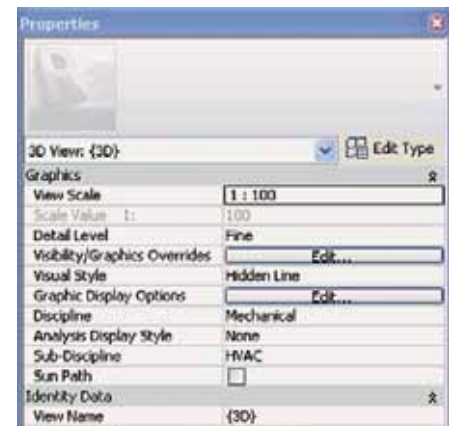 Properties
3D View: {3D}
Edit Type
Graphics
View Scale 1 : 100
Scale Value 1: 100
Detail Level Fine
Visibility/Graphics Overrides Edit...
Visual Style Hidden Line
Graphic Display Options Edit...
Discipline Mechanical
Analysis Display Style None
Sub-Discipline HVAC
Sun Path
Identity Data
View Name {3D}